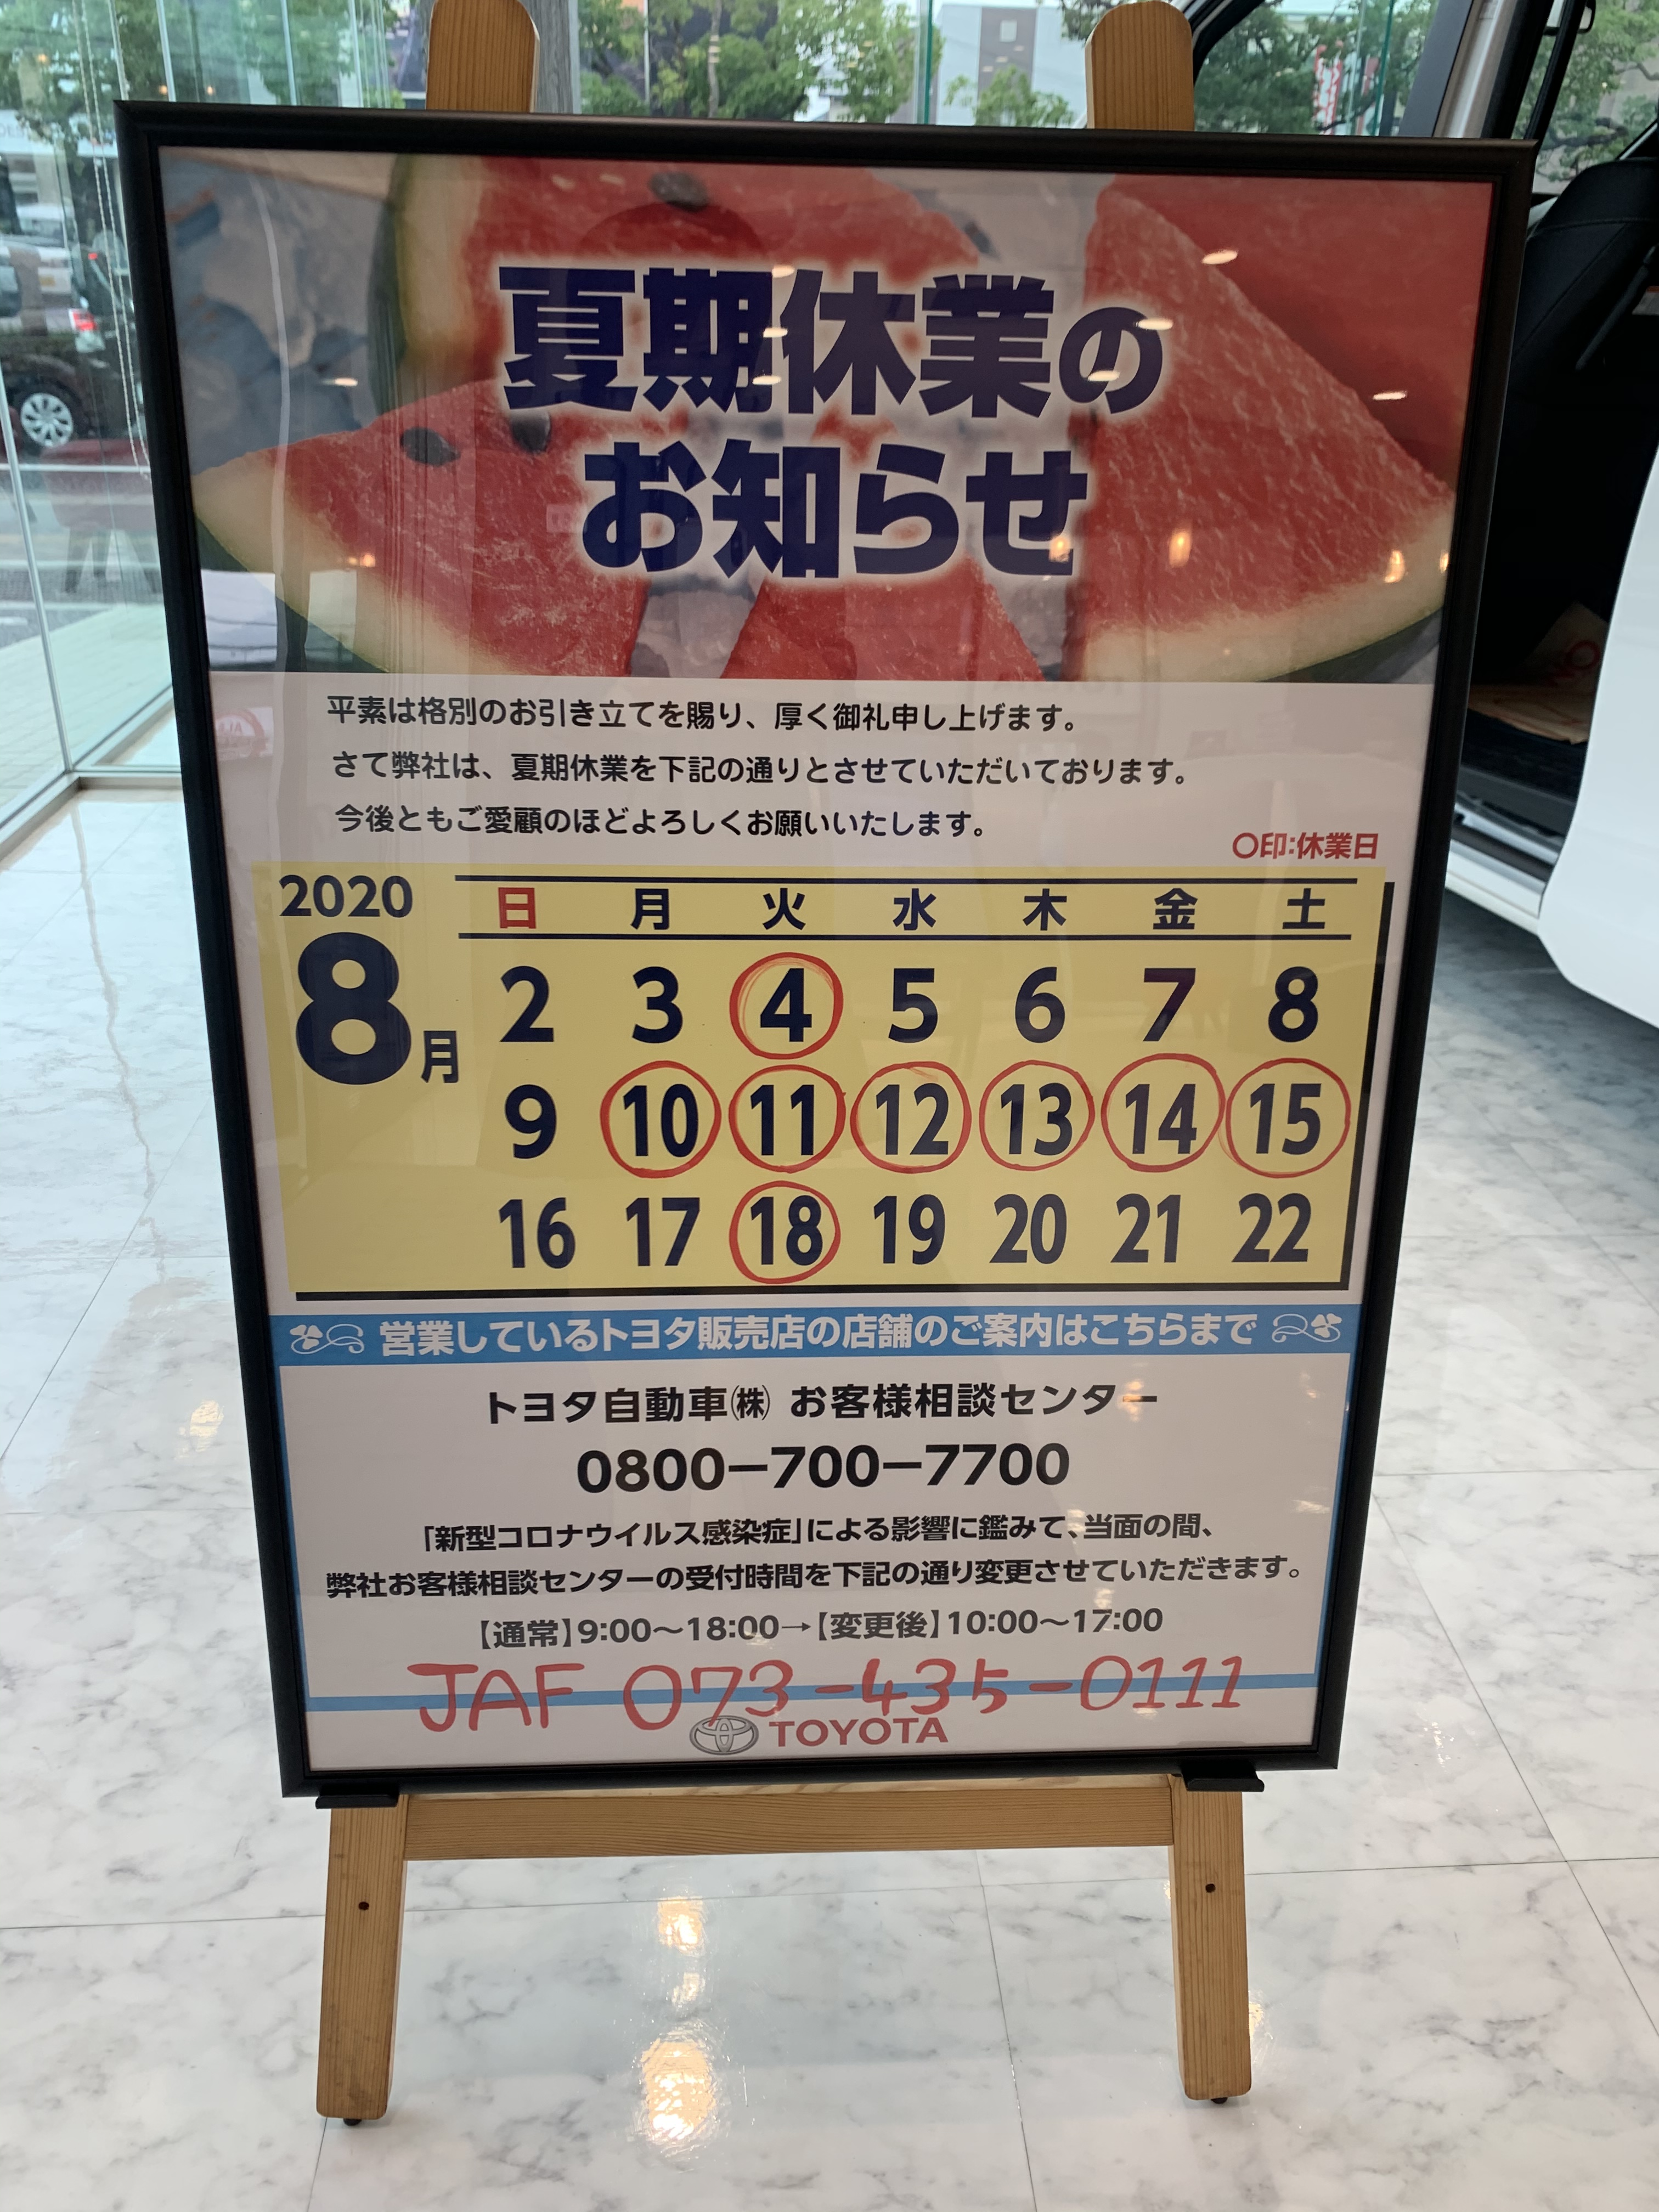 夏期休業の
お知らせ
平素は格別のお引き立てを賜り、厚く御礼申し上げます。
さて弊社は、夏期休業を下記の通りとさせていただいております。
今後ともご愛顧のほどよろしくお願いいたします。
〇印:休業日
2020
8月
日 月 火 水 木 金 土
2 3 4 5 6 7 8
9 10 11 12 13 14 15
16 17 18 19 20 21 22
営業しているトヨタ販売店の店舗のご案内はこちらまで
トヨタ自動車㈱ お客様相談センター
0800-700-7700
「新型コロナウイルス感染症」による影響に鑑みて、当面の間、
弊社お客様相談センターの受付時間を下記の通り変更させていただきます。
【通常】9:00～18:00→【変更後】10:00～17:00
JAF 073-435-0111
TOYOTA